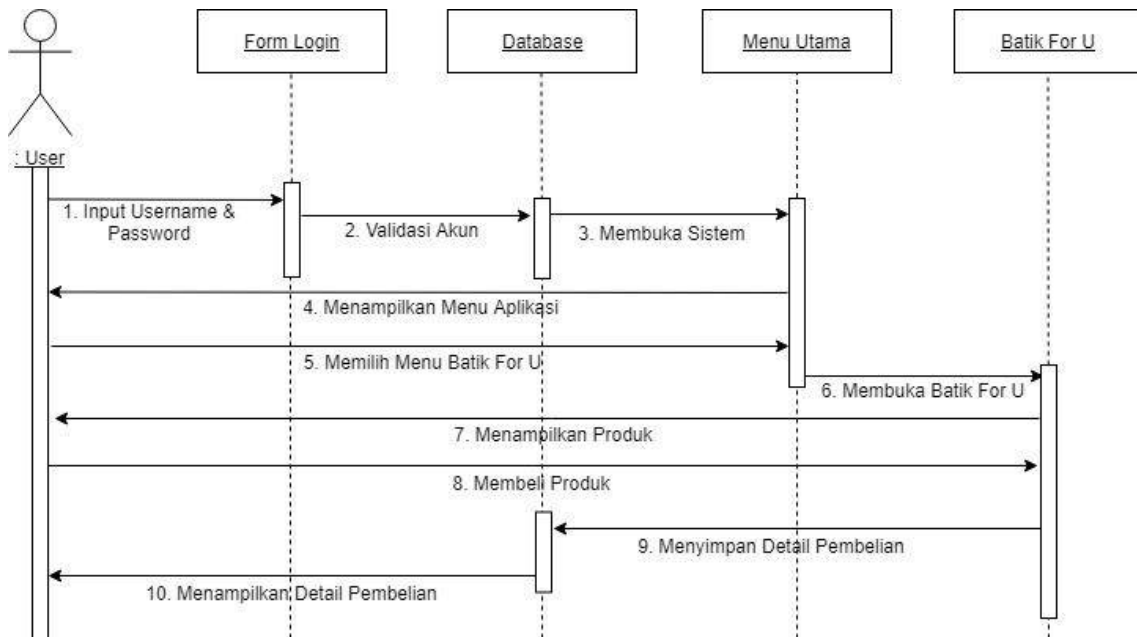 Form Login
Database
Menu Utama
Batik For U
: User
1. Input Username &
Password
2. Validasi Akun
3. Membuka Sistem
4. Menampilkan Menu Aplikasi
5. Memilih Menu Batik For U
6. Membuka Batik For U
7. Menampilkan Produk
8. Membeli Produk
9. Menyimpan Detail Pembelian
10. Menampilkan Detail Pembelian